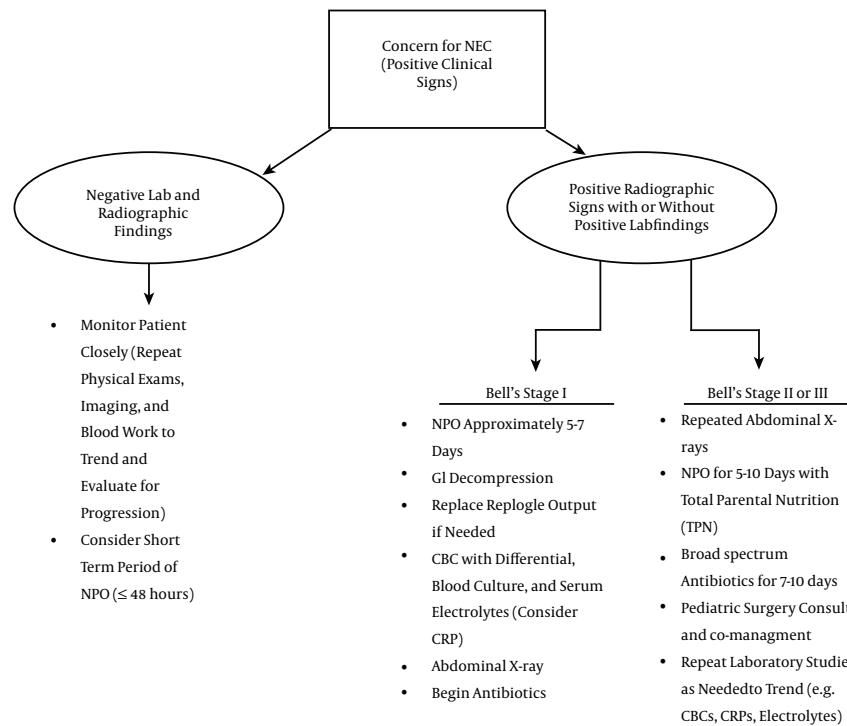 Concern for NEC
(Positive Clinical
Signs)
Negative Lab and
Radiographic
Findings
Positive Radiographic
Signs with or Without
Positive Labfindings
• Monitor Patient
Closely (Repeat
Physical Exams,
Imaging, and
Blood Work to
Trend and
Evaluate for
Progression)
• Consider Short
Term Period of
NPO (≤ 48 hours)
Bell's Stage I
• NPO Approximately 5-7
Days
• Gl Decompression
• Replace Replogle Output
if Needed
• CBC with Differential,
Blood Culture, and Serum
Electrolytes (Consider
CRP)
• Abdominal X-ray
• Begin Antibiotics
Bell's Stage II or III
• Repeated Abdominal X-
rays
• NPO for 5-10 Days with
Total Parental Nutrition
(TPN)
• Broad spectrum
Antibiotics for 7-10 days
• Pediatric Surgery Consult
and co-managment
• Repeat Laboratory Studie
as Neededto Trend (e.g.
CBCs, CRPs, Electrolytes)